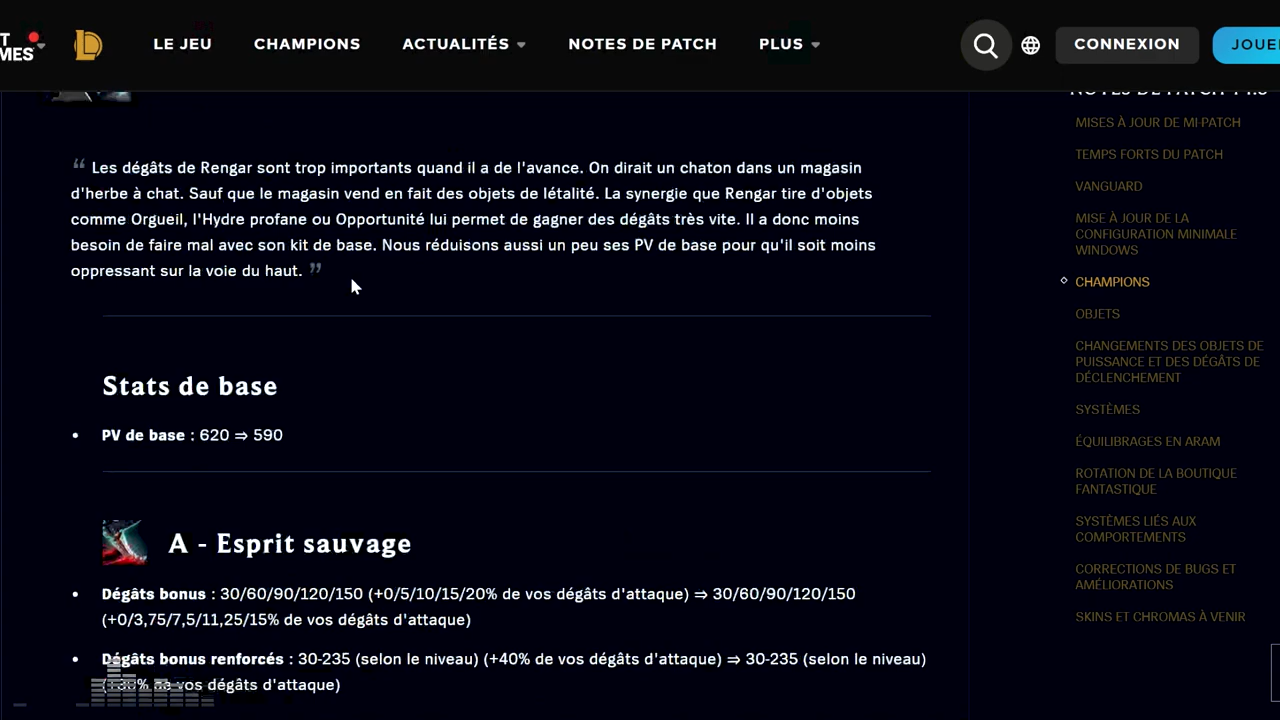 T
MES
LE JEU
CHAMPIONS
ACTUALITÉS
NOTES DE PATCH
PLUS
CONNEXION
JOUE
“ Les dégâts de Rengar sont trop importants quand il a de l'avance. On dirait un chaton dans un magasin
d'herbe à chat. Sauf que le magasin vend en fait des objets de létalité. La synergie que Rengar tire d'objets
comme Orgueil, l'Hydre profane ou Opportunité lui permet de gagner des dégâts très vite. Il a donc moins
besoin de faire mal avec son kit de base. Nous réduisons aussi un peu ses PV de base pour qu'il soit moins
oppressant sur la voie du haut. ”
Stats de base
• PV de base : 620 ⇒ 590
A - Esprit sauvage
• Dégâts bonus : 30/60/90/120/150 (+0/5/10/15/20% de vos dégâts d'attaque) ⇒ 30/60/90/120/150
(+0/3,75/7,5/11,25/15% de vos dégâts d'attaque)
• Dégâts bonus renforcés : 30-235 (selon le niveau) (+40% de vos dégâts d'attaque) ⇒ 30-235 (selon le niveau)
de vos dégâts d'attaque)
NOTES DE PATCH
MISES À JOUR DE MI-PATCH
TEMPS FORTS DU PATCH
VANGUARD
MISE À JOUR DE LA
CONFIGURATION MINIMALE
WINDOWS
CHAMPIONS
OBJETS
CHANGEMENTS DES OBJETS DE
PUISSANCE ET DES DÉGÂTS DE
DÉCLENCHEMENT
SYSTÈMES
ÉQUILIBRAGES EN ARAM
ROTATION DE LA BOUTIQUE
FANTASTIQUE
SYSTÈMES LIÉS AUX
COMPORTEMENTS
CORRECTIONS DE BUGS ET
AMÉLIORATIONS
SKINS ET CHROMAS À VENIR